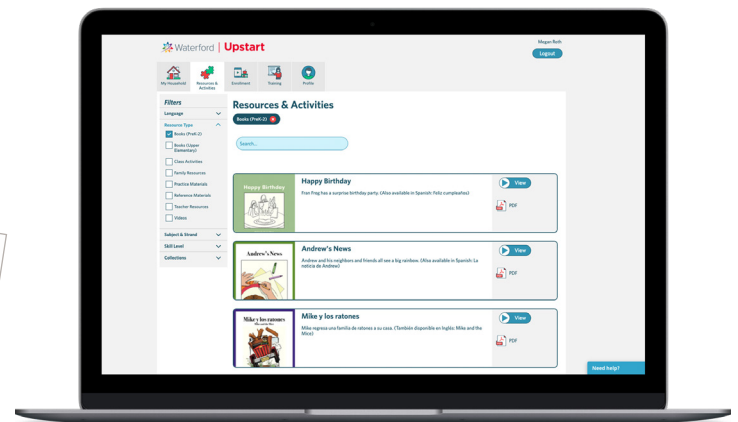 Waterford | Upstart
Megan Roth
Logout
My Household
Resources &
Activities
Enrollment
Training
Profile
Filters
Language
Resource Type
Books (PreK-2)
Books (Upper
Elementary)
Class Activities
Family Resources
Practice Materials
Reference Materials
Teacher Resources
Videos
Subject & Strand
Skill Level
Collections
Resources & Activities
Books (PreK-2)
Search...
Happy Birthday
Happy Birthday
Fran Frog has a surprise birthday party. (Also available in Spanish: Feliz cumpleaños)
View
PDF
Andrew's News
Andrew's News
Andrew and his neighbors and friends all see a big rainbow. (Also available in Spanish: La
noticia de Andrew)
View
PDF
Mike y los ratones
Mike and the Mice
Mike y los ratones
Mike regresa una familia de ratones a su casa. (También disponible en inglés: Mike and the
Mice)
View
PDF
Need help?